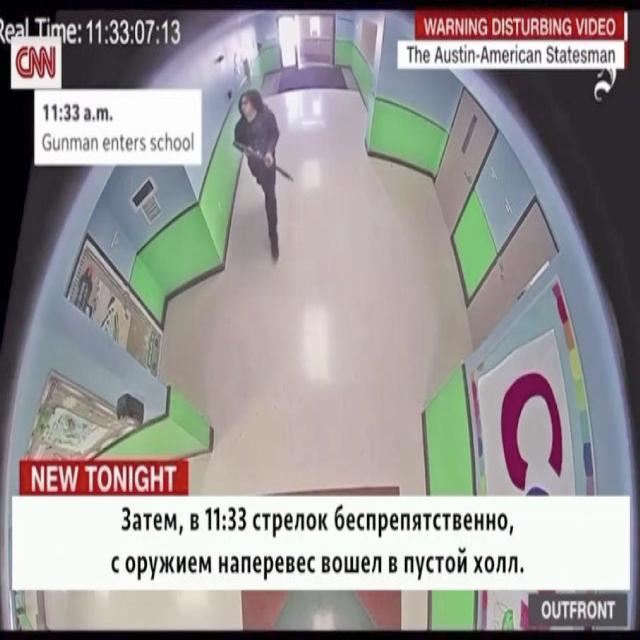 Real Time: 11:33:07:13
WARNING DISTURBING VIDEO
The Austin-American Statesman
CNN
11:33 a.m.
Gunman enters school
NEW TONIGHT
Затем, в 11:33 стрелок беспрепятственно,
с оружием наперевес вошел в пустой холл.
OUTFRONT